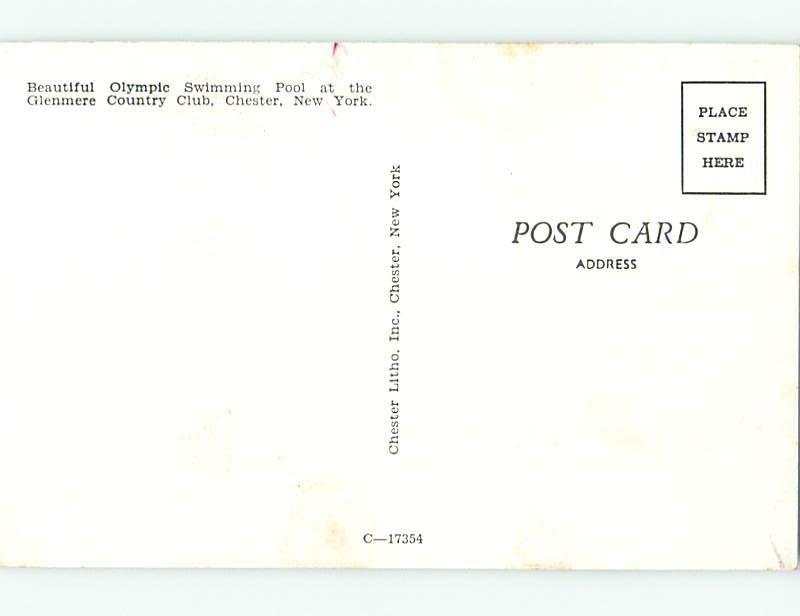 Beautiful Olympic Swimming Pool at the
Glenmere Country Club, Chester, New York.
PLACE
STAMP
HERE
POST CARD
ADDRESS
Chester Litho, Inc., Chester, New York
C—17354